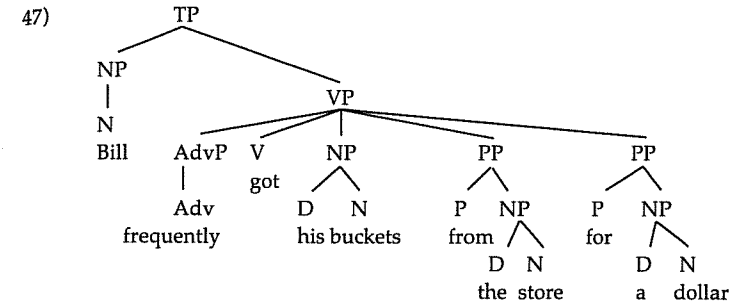 47) TP
NP
VP
N
Bill AdvP V NP PP PP
got
Adv D N P NP P NP
frequently his buckets from for
D N D N
the store a dollar